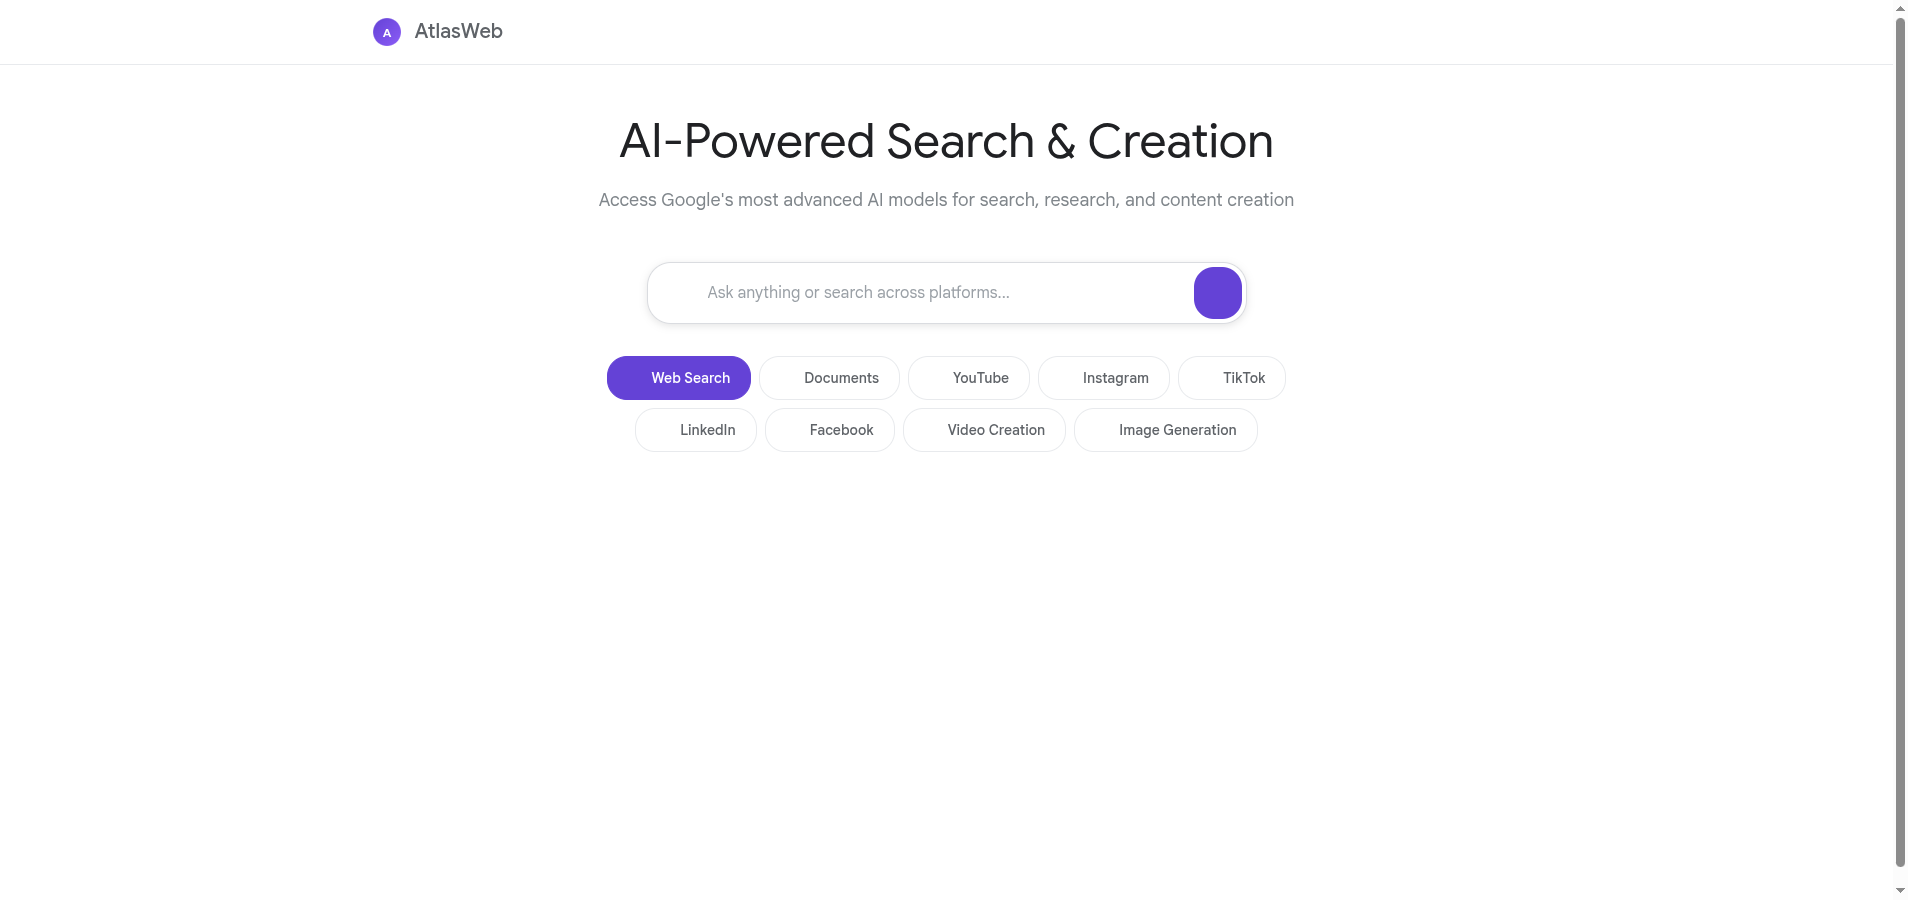 A AtlasWeb
AI-Powered Search & Creation
Access Google's most advanced AI models for search, research, and content creation
Ask anything or search across platforms...
Web Search Documents YouTube Instagram TikTok
LinkedIn Facebook Video Creation Image Generation